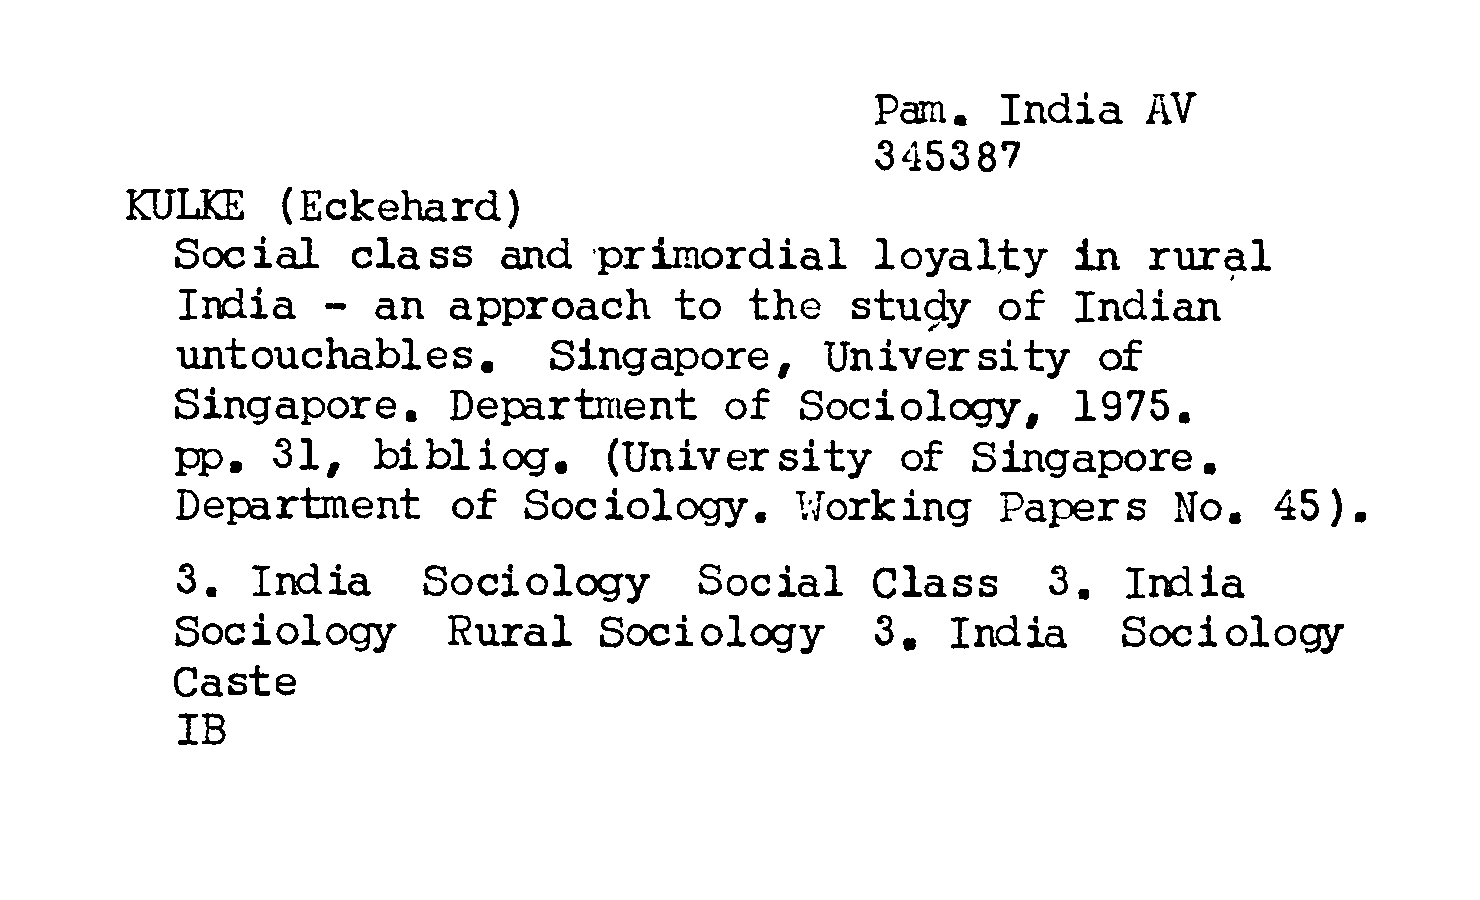 Pam. India AV
345387
KULKE (Eckehard)
Social class and primordial loyalty in rural
India - an approach to the study of Indian
untouchables. Singapore, University of
Singapore. Department of Sociology, 1975.
pp. 31, bibliog. (University of Singapore.
Department of Sociology. Working Papers No. 45).
3. India Sociology Social Class 3. India
Sociology Rural Sociology 3. India Sociology
Caste
IB